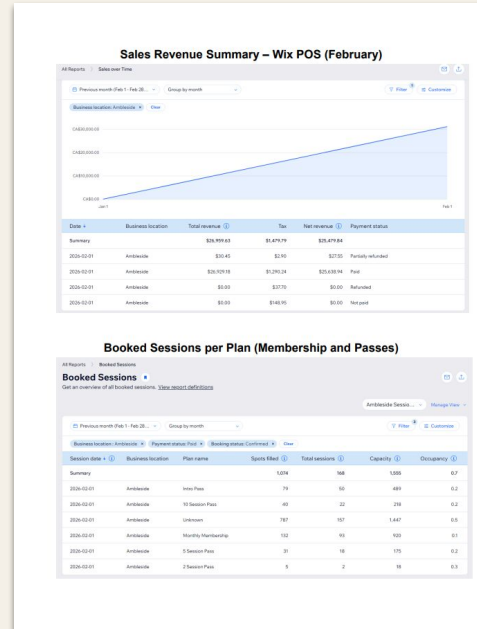 Sales Revenue Summary – Wix POS (February)
All Reports | Sales over Time
Previous month (Feb 1 - Feb 28... Group by month Filter Customize
Business location: Ambleside × Clear
CA$30,000.00
CA$20,000.00
CA$10,000.00
CA$0.00
Jan 1 Feb 1
Date Business location Total revenue Tax Net revenue Payment status
Summary $26,959.63 $1,479.79 $25,479.84
2026-02-01 Ambleside $30.45 $2.90 $27.55 Partially refunded
2026-02-01 Ambleside $26,929.18 $1,290.24 $25,638.94 Paid
2026-02-01 Ambleside $0.00 $37.70 $0.00 Refunded
2026-02-01 Ambleside $0.00 $148.95 $0.00 Not paid
Booked Sessions per Plan (Membership and Passes)
All Reports | Booked Sessions
Booked Sessions
Get an overview of all booked sessions. View report definitions
Ambleside Sessio... Manage View
Previous month (Feb 1 - Feb 28... Group by month Filter Customize
Business location: Ambleside × Payment status: Paid × Booking status: Confirmed × Clear
Session date Business location Plan name Spots filled Total sessions Capacity Occupancy
Summary 1,074 168 1,555 0.7
2026-02-01 Ambleside Intro Pass 79 50 483 0.2
2026-02-01 Ambleside 10 Session Pass 40 22 218 0.2
2026-02-01 Ambleside Unknown 787 157 1,447 0.5
2026-02-01 Ambleside Monthly Membership 132 93 920 0.1
2026-02-01 Ambleside 5 Session Pass 31 18 175 0.2
2026-02-01 Ambleside 2 Session Pass 5 2 18 0.3